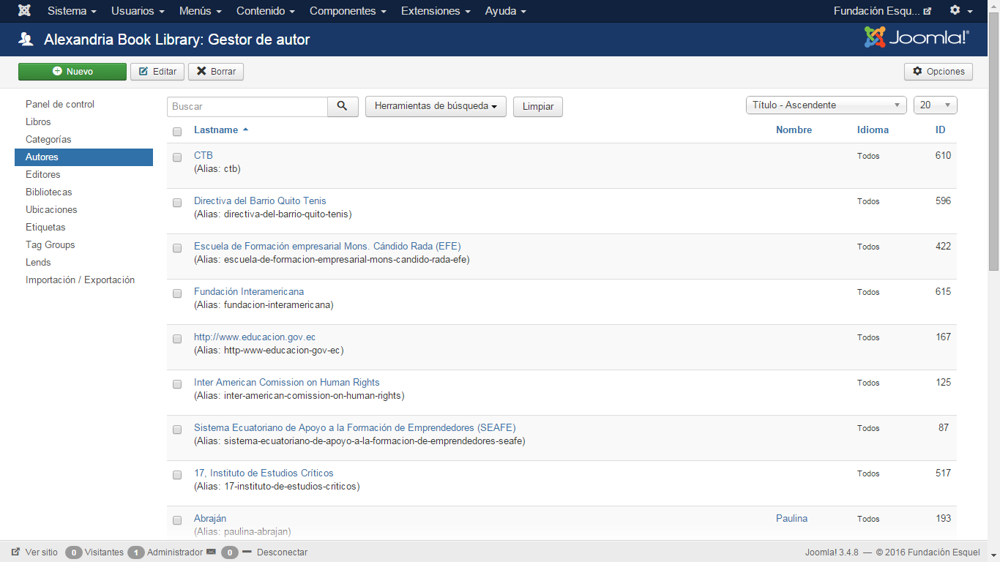 Sistema Usuarios Menús Contenido Componentes Extensiones Ayuda Fundación Esqu...
Alexandria Book Library: Gestor de autor Joomla!®
Nuevo Editar Borrar Opciones
Panel de control
Libros
Categorías
Autores
Editores
Bibliotecas
Ubicaciones
Etiquetas
Tag Groups
Lends
Importación / Exportación
Buscar Herramientas de búsqueda Limpiar Título - Ascendente 20
Lastname Nombre Idioma ID
CTB Todos 610
(Alias: ctb)
Directiva del Barrio Quito Tenis Todos 596
(Alias: directiva-del-barrio-quito-tenis)
Escuela de Formación empresarial Mons. Cándido Rada (EFE) Todos 422
(Alias: escuela-de-formacion-empresarial-mons-candido-rada-efe)
Fundación Interamericana Todos 615
(Alias: fundacion-interamericana)
http://www.educacion.gov.ec Todos 167
(Alias: http-www-educacion-gov-ec)
Inter American Comission on Human Rights Todos 125
(Alias: inter-american-comission-on-human-rights)
Sistema Ecuatoriano de Apoyo a la Formación de Emprendedores (SEAFE) Todos 87
(Alias: sistema-ecuatoriano-de-apoyo-a-la-formacion-de-emprendedores-seafe)
17, Instituto de Estudios Críticos Todos 517
(Alias: 17-instituto-de-estudios-criticos)
Abraján Paulina Todos 193
(Alias: paulina-abrajan)
Ver sitio 0 Visitantes 1 Administrador 0 Desconectar Joomla! 3.4.8 — © 2016 Fundación Esquel